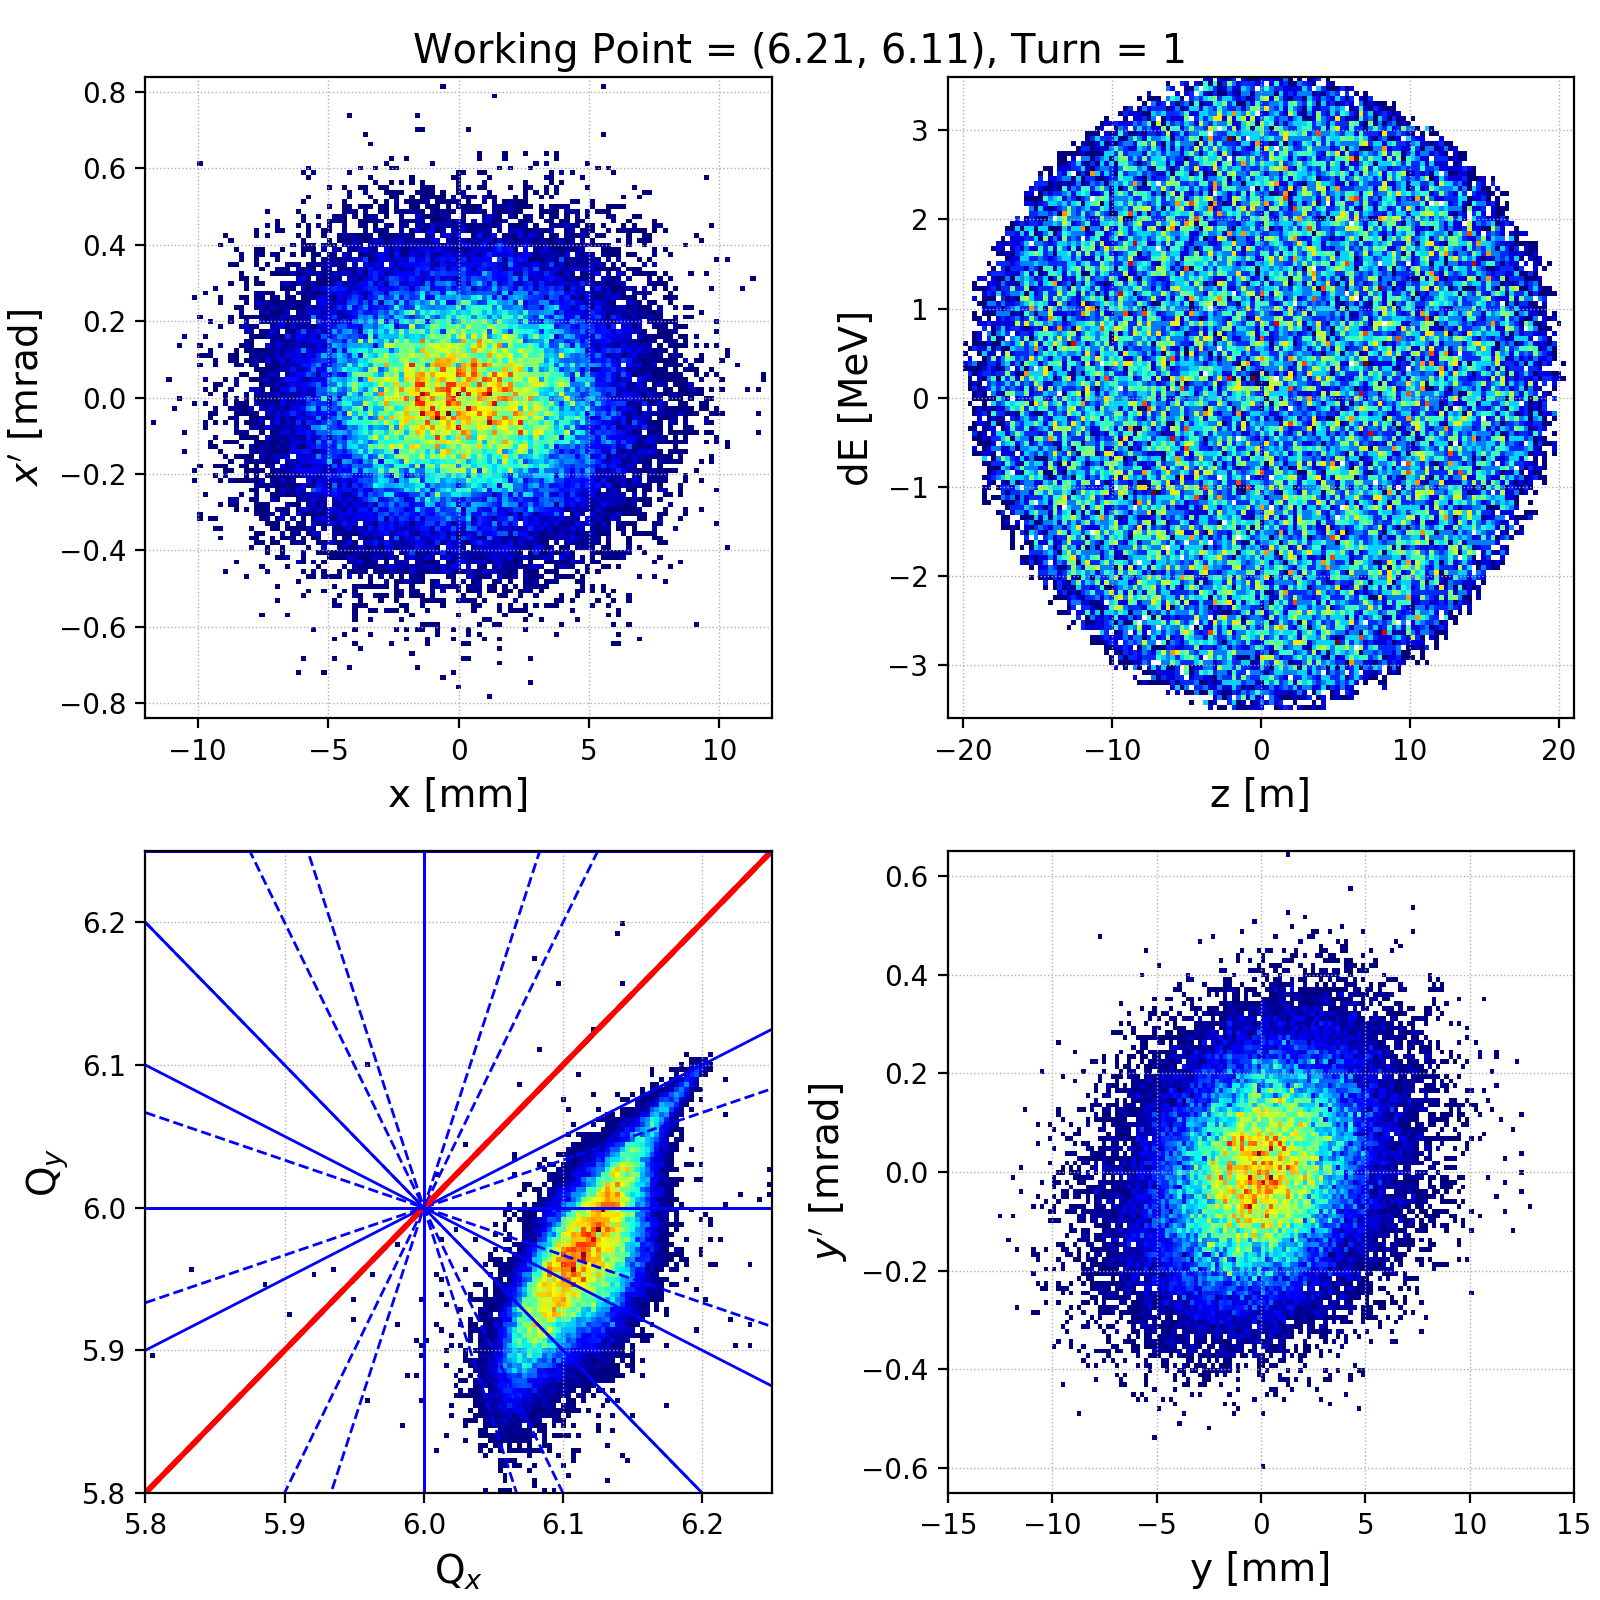 Working Point = (6.21, 6.11), Turn = 1
0.8
0.6
0.4
0.2
0.0
−0.2
−0.4
−0.6
−0.8
x′ [mrad]
−10 −5 0 5 10
x [mm]
3
2
1
0
−1
−2
−3
dE [MeV]
−20 −10 0 10 20
z [m]
6.2
6.1
6.0
5.9
5.8
Qy
5.8 5.9 6.0 6.1 6.2
Qx
0.6
0.4
0.2
0.0
−0.2
−0.4
−0.6
y′ [mrad]
−15 −10 −5 0 5 10 15
y [mm]